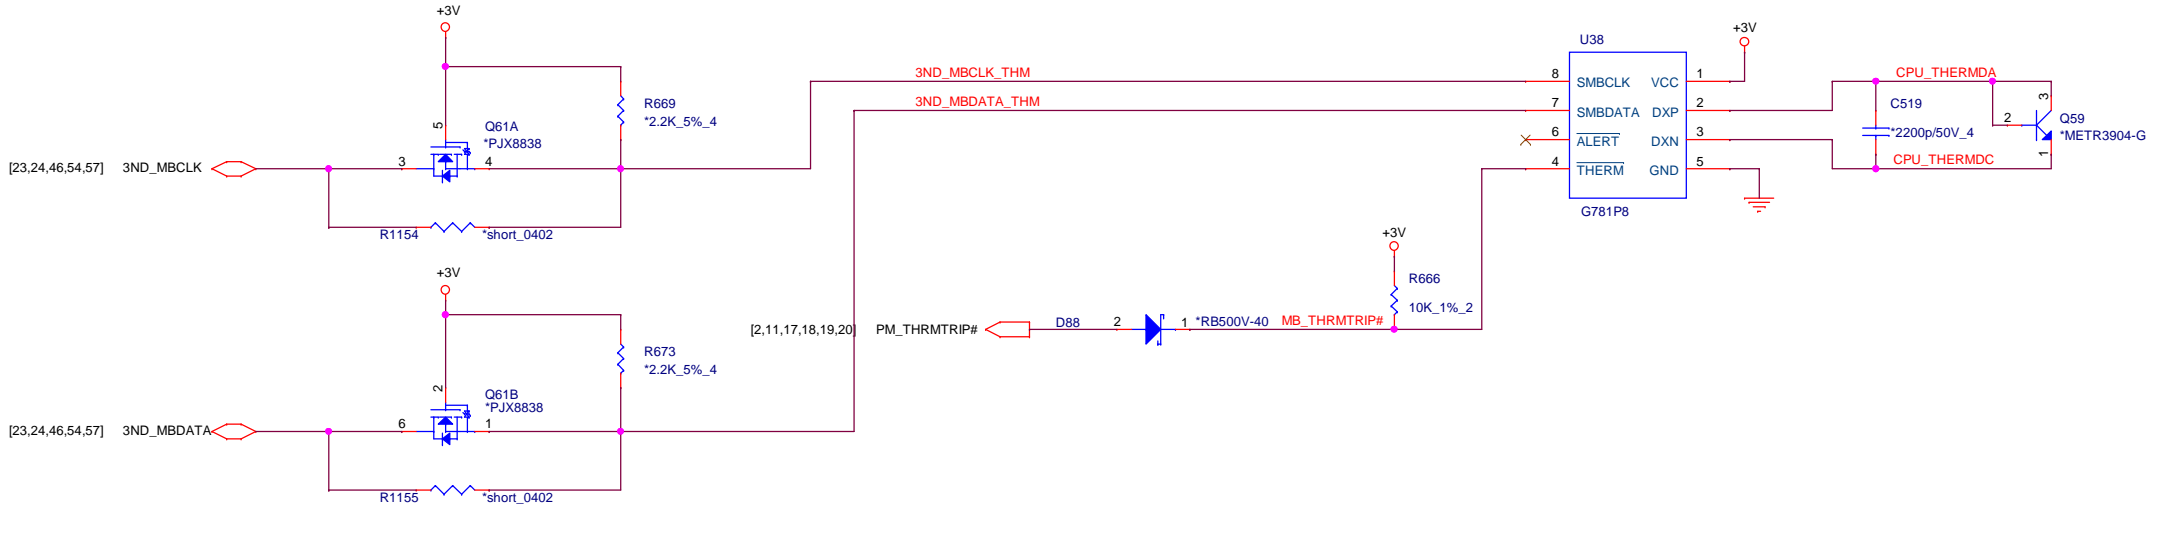 +3V
R669
*2.2K_5%_4
5
Q61A
*PJX8838
3
4
[23,24,46,54,57]
3ND_MBCLK
R1154
*short_0402
+3V
R673
*2.2K_5%_4
2
Q61B
*PJX8838
6
1
[23,24,46,54,57]
3ND_MBDATA
R1155
*short_0402
3ND_MBCLK_THM
3ND_MBDATA_THM
[2,11,17,18,19,20]
PM_THRMTRIP#
D88
2
1
*RB500V-40
MB_THRMTRIP#
+3V
R666
10K_1%_2
U38
8
SMBCLK
VCC
1
7
SMBDATA
DXP
2
6
ALERT
DXN
3
4
THERM
GND
5
G781P8
+3V
CPU_THERMDA
C519
*2200p/50V_4
CPU_THERMDC
3
2
1
Q59
*METR3904-G